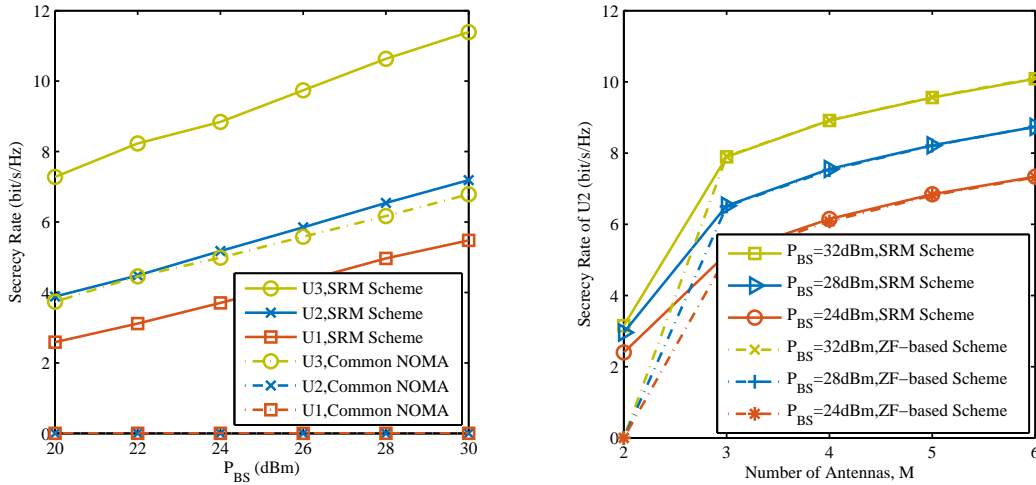 12
10
8
6
4
2
0
20
22
24
26
28
30
Secrecy Rate (bit/s/Hz)
P_BS (dBm)
U3,SRM Scheme
U2,SRM Scheme
U1,SRM Scheme
U3,Common NOMA
U2,Common NOMA
U1,Common NOMA
12
10
8
6
4
2
0
2
3
4
5
6
Secrecy Rate of U2 (bit/s/Hz)
Number of Antennas, M
P_BS=32dBm,SRM Scheme
P_BS=28dBm,SRM Scheme
P_BS=24dBm,SRM Scheme
P_BS=32dBm,ZF−based Scheme
P_BS=28dBm,ZF−based Scheme
P_BS=24dBm,ZF−based Scheme